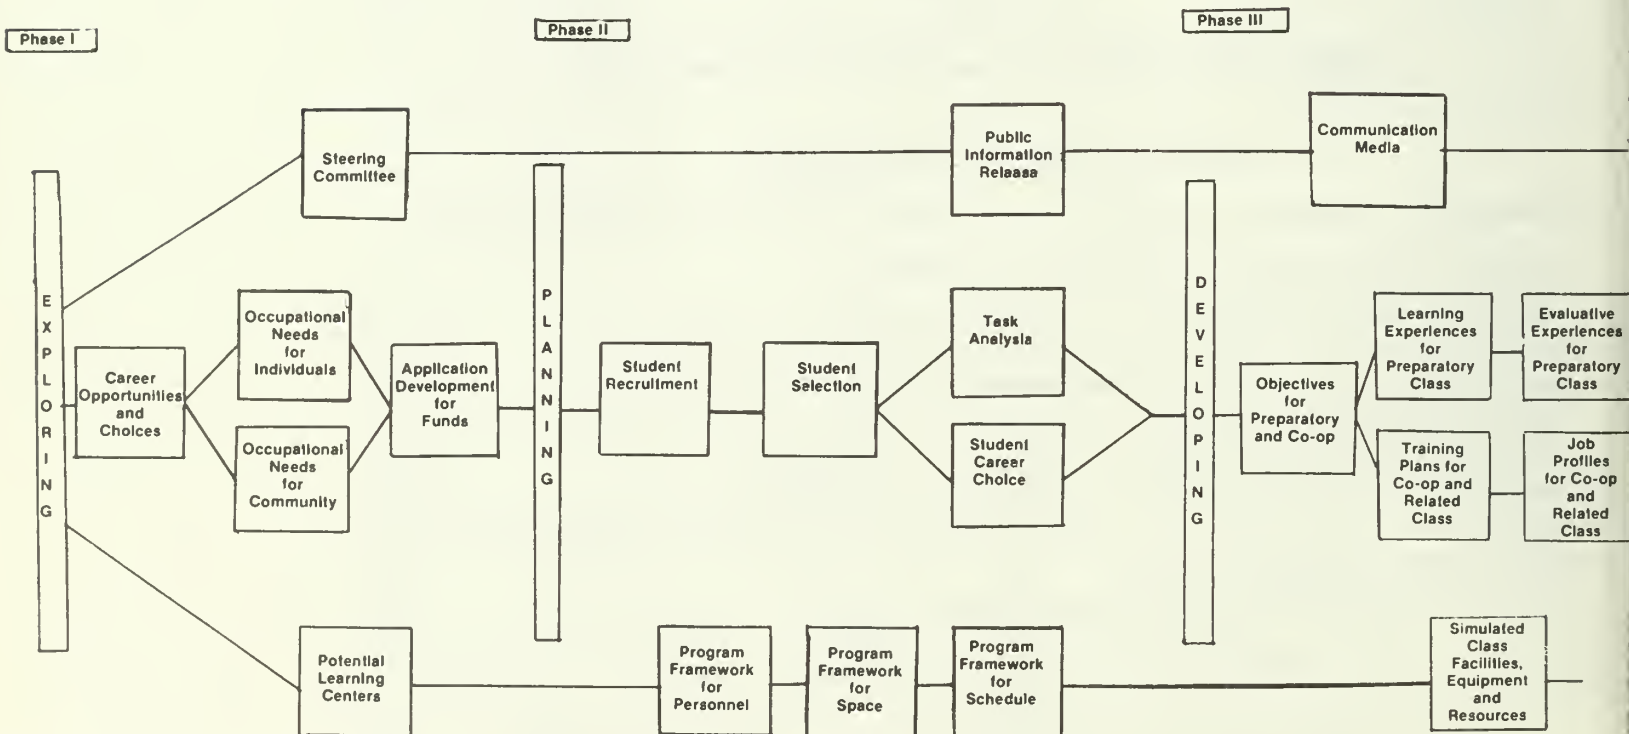 Phase I
Phase II
Phase III
EXPLORING
Steering
Committee
Career
Opportunities
and
Choices
Occupational
Needs
for
Individuals
Occupational
Needs
for
Community
Application
Development
for
Funds
Potential
Learning
Centers
PLANNING
Public
Information
Relaasa
Student
Recruitment
Student
Selection
Task
Analysis
Student
Career
Choice
Program
Framework
for
Personnel
Program
Framework
for
Space
Program
Framework
for
Schedule
DEVELOPING
Communication
Media
Objectives
for
Preparatory
and Co-op
Learning
Experiences
for
Preparatory
Class
Evaluative
Experiences
for
Preparatory
Class
Training
Plans for
Co-op and
Related
Class
Job
Profiles
for Co-op
and
Related
Class
Simulated
Class
Facilities,
Equipment
and
Resources